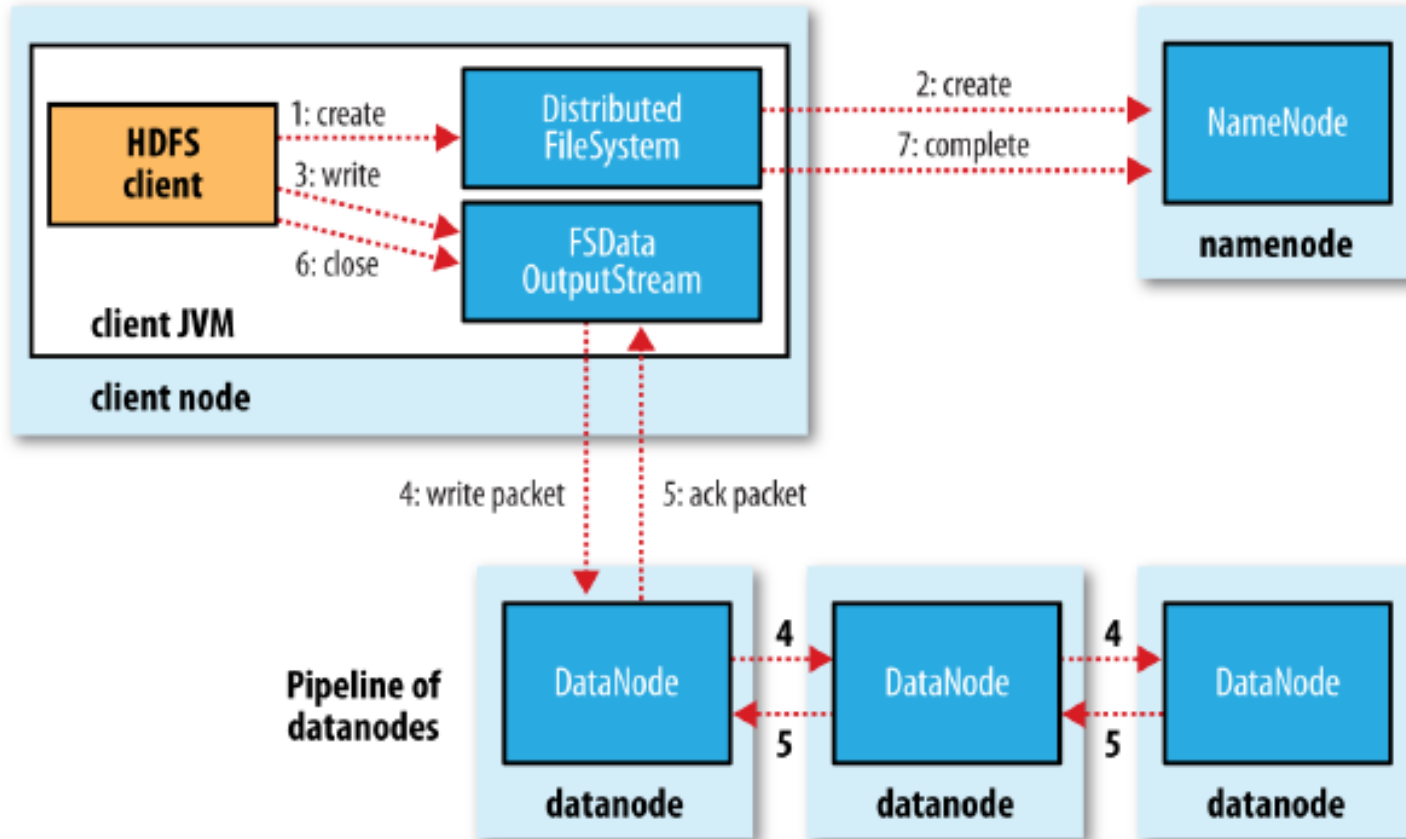 HDFS
client
1: create
3: write
6: close
Distributed
FileSystem
FSData
OutputStream
client JVM
client node
2: create
7: complete
NameNode
namenode
4: write packet
5: ack packet
Pipeline of
datanodes
DataNode
datanode
4
5
DataNode
datanode
4
5
DataNode
datanode